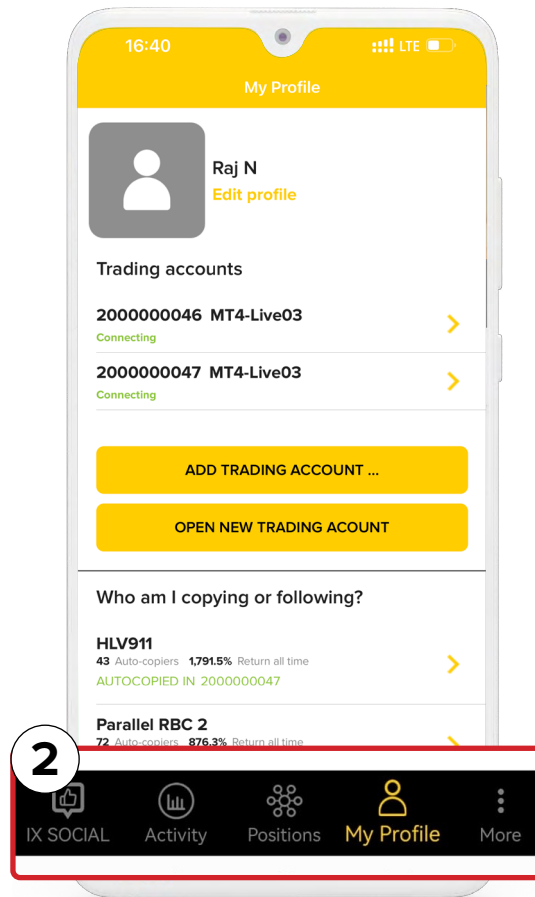 16:40
LTE
My Profile
Raj N
Edit profile
Trading accounts
2000000046 MT4-Live03
Connecting
2000000047 MT4-Live03
Connecting
ADD TRADING ACCOUNT ...
OPEN NEW TRADING ACOUNT
Who am I copying or following?
HLV911
43 Auto-copiers 1,791.5% Return all time
AUTOCOPIED IN 2000000047
Parallel RBC 2
72 Auto-copiers 876.3% Return all time
2
IX SOCIAL Activity Positions My Profile More